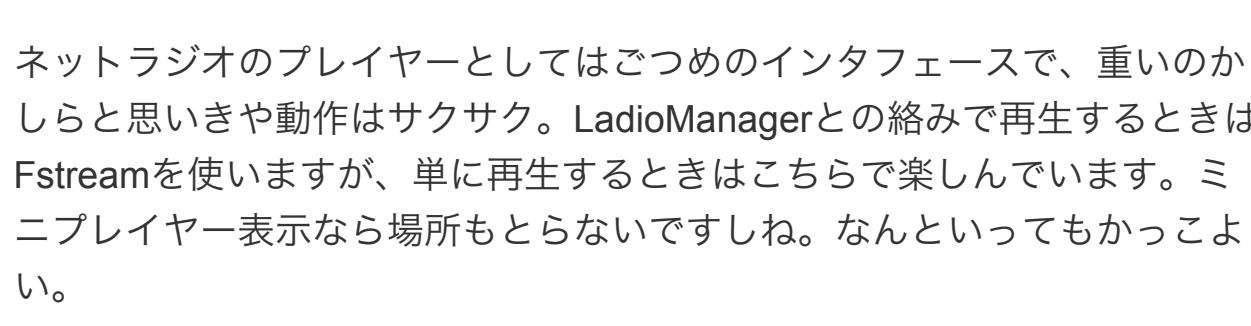 ネットラジオのプレイヤーとしてはごつめのインタフェースで、重いのか
しらと思いきや動作はサクサク。LadioManagerとの絡みで再生するときは
Fstreamを使いますが、単に再生するときはこちらで楽しんでいます。ミ
ニプレイヤー表示なら場所もとらないですしね。なんといってもかっこよ
い。